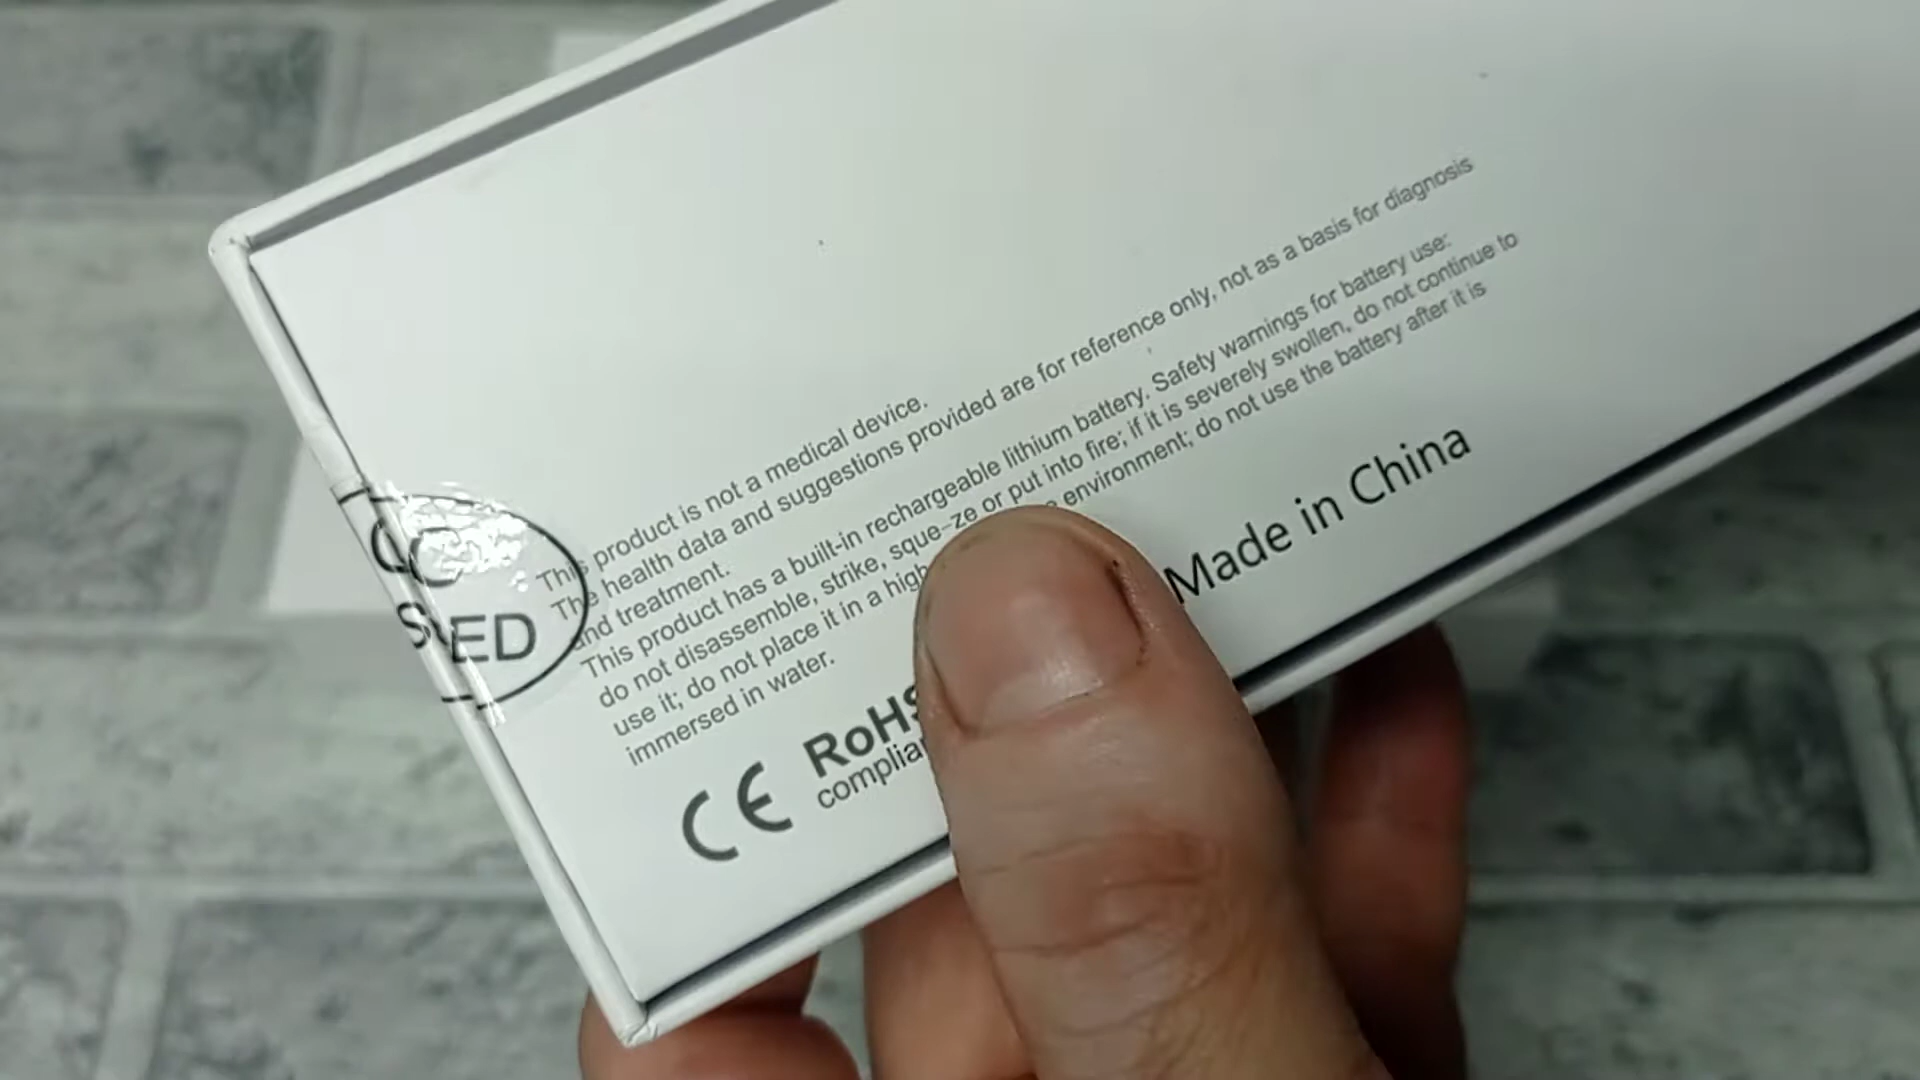 This product is not a medical device.
The health data and suggestions provided are for reference only, not as a basis for diagnosis
and treatment.
This product has a built-in rechargeable lithium battery. Safety warnings for battery use:
do not disassemble, strike, sque-ze or put into fire; if it is severely swollen, do not continue to
use it; do not place it in a high environment; do not use the battery after it is
immersed in water.
CE
RoHS
Made in China